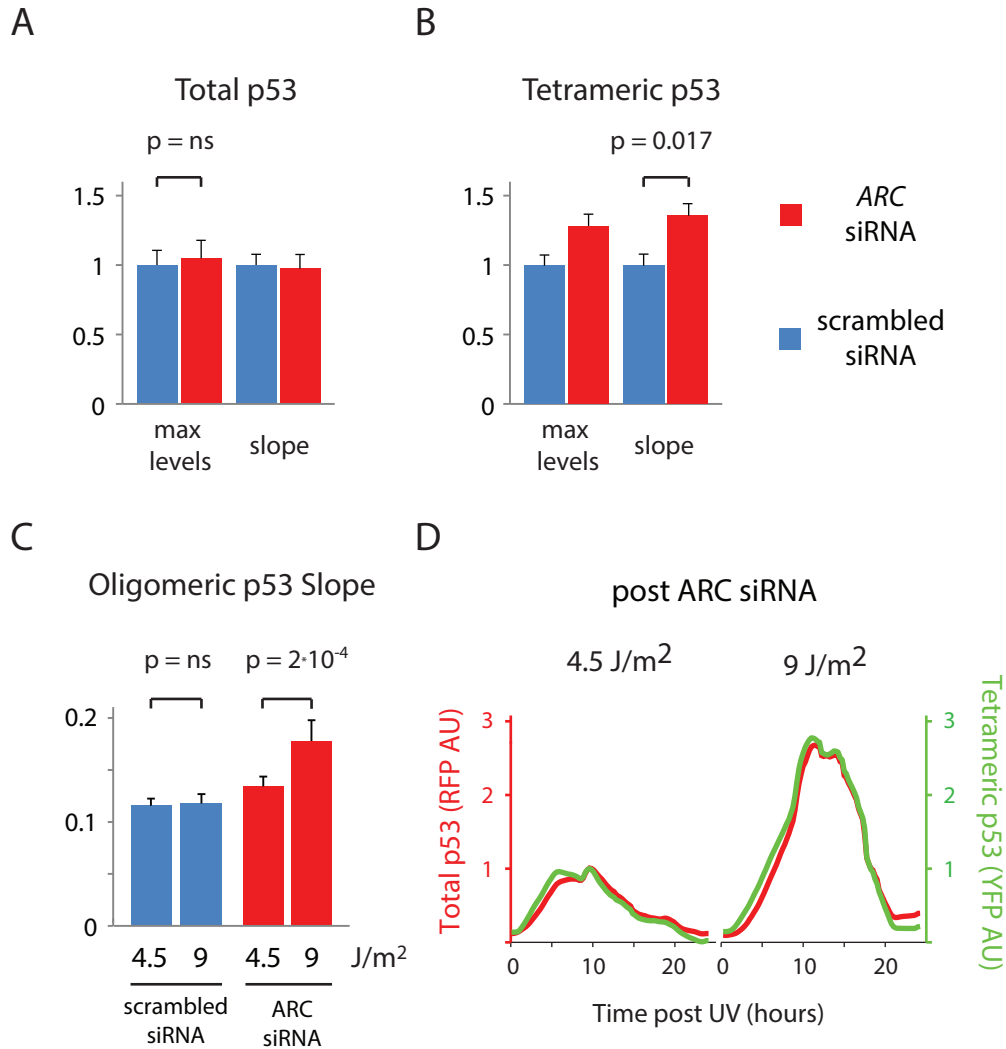 A
Total p53
p = ns
1.5
1
0.5
0
max
levels
slope
B
Tetrameric p53
p = 0.017
1.5
1
0.5
0
max
levels
slope
ARC
siRNA
scrambled
siRNA
C
Oligomeric p53 Slope
p = ns
p = 2*10⁻⁴
0.2
0.1
0
4.5
9
4.5
9
J/m²
scrambled
siRNA
ARC
siRNA
D
post ARC siRNA
4.5 J/m²
9 J/m²
Total p53 (RFP AU)
3
2
1
3
2
1
Tetrameric p53 (YFP AU)
0
10
20
0
10
20
Time post UV (hours)